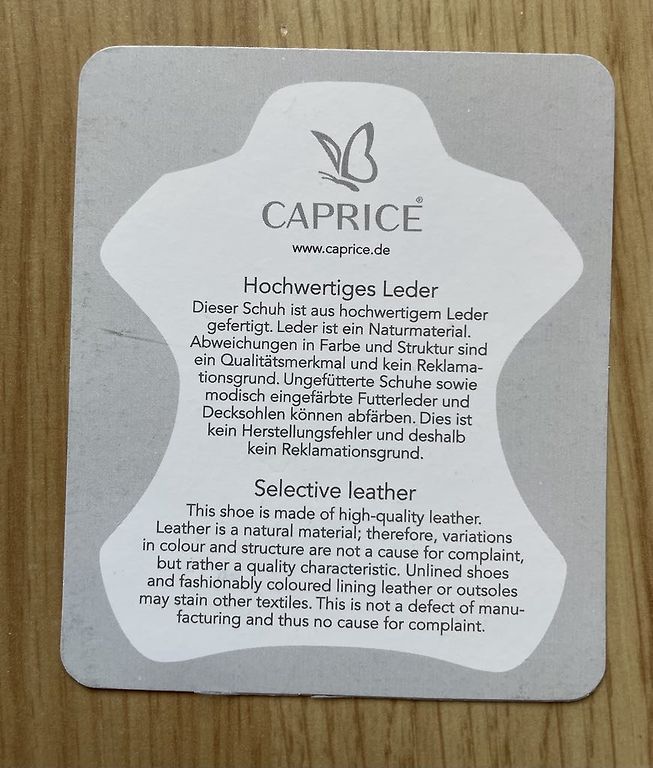 CAPRICE®
www.caprice.de
Hochwertiges Leder
Dieser Schuh ist aus hochwertigem Leder
gefertigt. Leder ist ein Naturmaterial.
Abweichungen in Farbe und Struktur sind
ein Qualitätsmerkmal und kein Reklama-
tionsgrund. Ungefütterte Schuhe sowie
modisch eingefärbte Futterleder und
Decksohlen können abfärben. Dies ist
kein Herstellungsfehler und deshalb
kein Reklamationsgrund.
Selective leather
This shoe is made of high-quality leather.
Leather is a natural material; therefore, variations
in colour and structure are not a cause for complaint,
but rather a quality characteristic. Unlined shoes
and fashionably coloured lining leather or outsoles
may stain other textiles. This is not a defect of manu-
facturing and thus no cause for complaint.